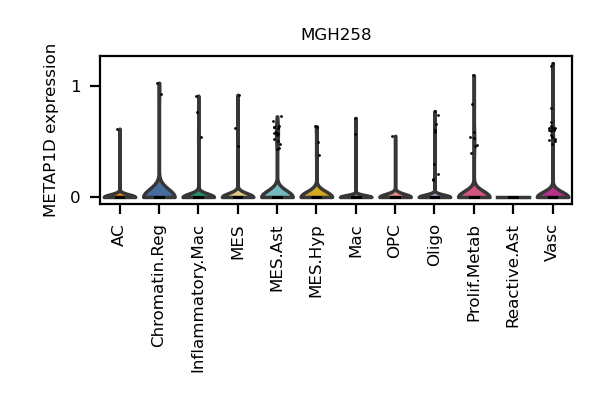 MGH258
METAP1D expression
1
0
AC
Chromatin.Reg
Inflammatory.Mac
MES
MES.Ast
MES.Hyp
Mac
OPC
Oligo
Prolif.Metab
Reactive.Ast
Vasc